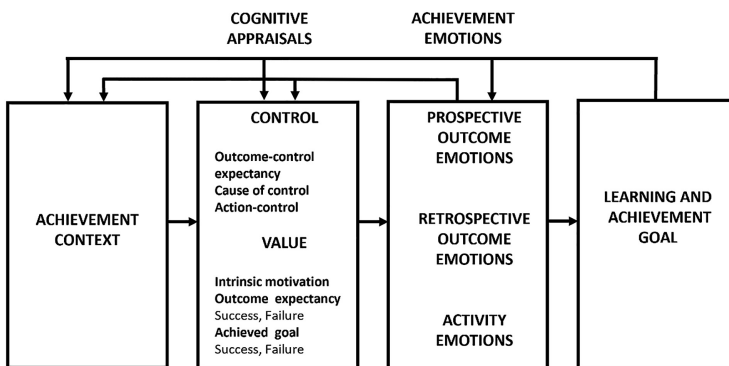 COGNITIVE
APPRAISALS
ACHIEVEMENT
EMOTIONS
ACHIEVEMENT
CONTEXT
CONTROL
Outcome-control
expectancy
Cause of control
Action-control
VALUE
Intrinsic motivation
Outcome expectancy
Success, Failure
Achieved goal
Success, Failure
PROSPECTIVE
OUTCOME
EMOTIONS
RETROSPECTIVE
OUTCOME
EMOTIONS
ACTIVITY
EMOTIONS
LEARNING AND
ACHIEVEMENT
GOAL